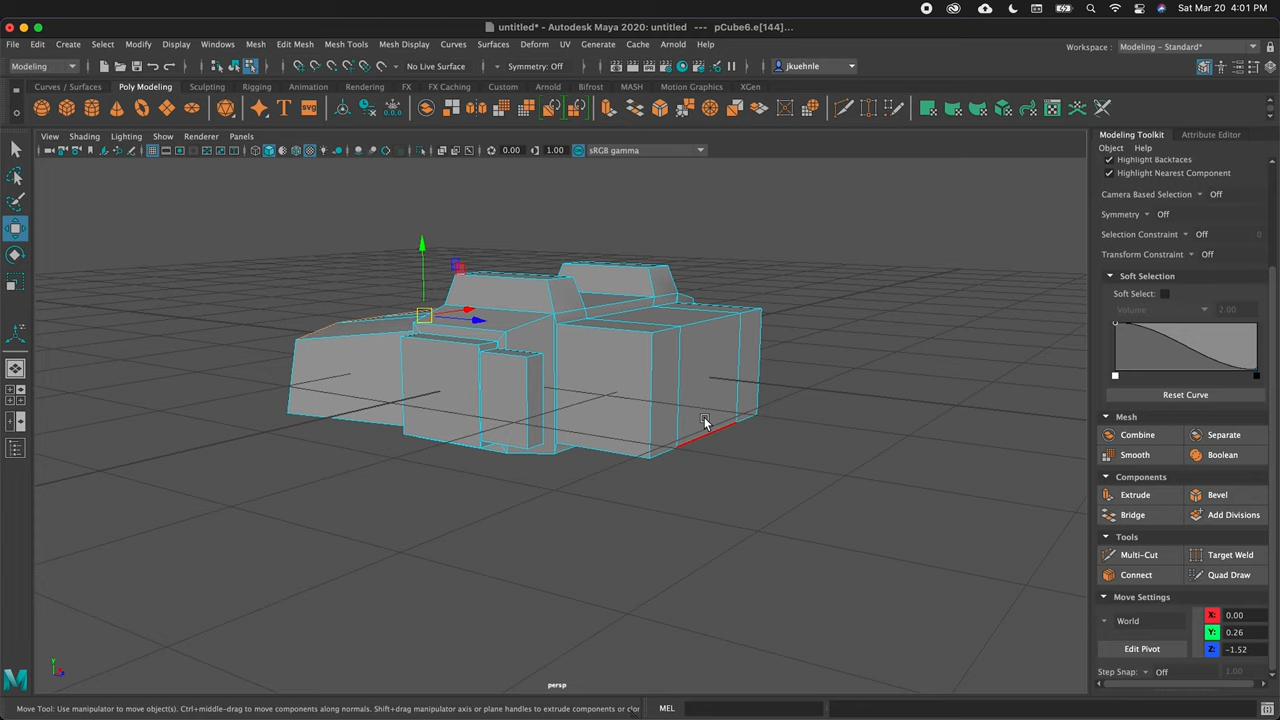 Sat Mar 20 4:01 PM
untitled* - Autodesk Maya 2020: untitled --- pCube6.e[144]...
File Edit Create Select Modify Display Windows Mesh Edit Mesh Mesh Tools Mesh Display Curves Surfaces Deform UV Generate Cache Arnold Help
Workspace : Modeling - Standard*
Modeling No Live Surface Symmetry: Off jkuehnle
Curves / Surfaces Poly Modeling Sculpting Rigging Animation Rendering FX FX Caching Custom Arnold Bifrost MASH Motion Graphics XGen
SVG
View Shading Lighting Show Renderer Panels
0.00 1.00 sRGB gamma
Modeling Toolkit Attribute Editor
Object Help
Highlight Backfaces
Highlight Nearest Component
Camera Based Selection Off
Symmetry Off
Selection Constraint Off 0
Transform Constraint Off
Soft Selection
Soft Select:
Volume 2.00
Reset Curve
Mesh
Combine Separate
Smooth Boolean
Components
Extrude Bevel
Bridge Add Divisions
Tools
Multi-Cut Target Weld
Connect Quad Draw
Move Settings
World
X: 0.00
Y: 0.26
Z: -1.52
Edit Pivot
Step Snap: Off 1.00
persp
Move Tool: Use manipulator to move object(s). Ctrl+middle-drag to move components along normals. Shift+drag manipulator axis or plane handles to extrude components or clon
MEL